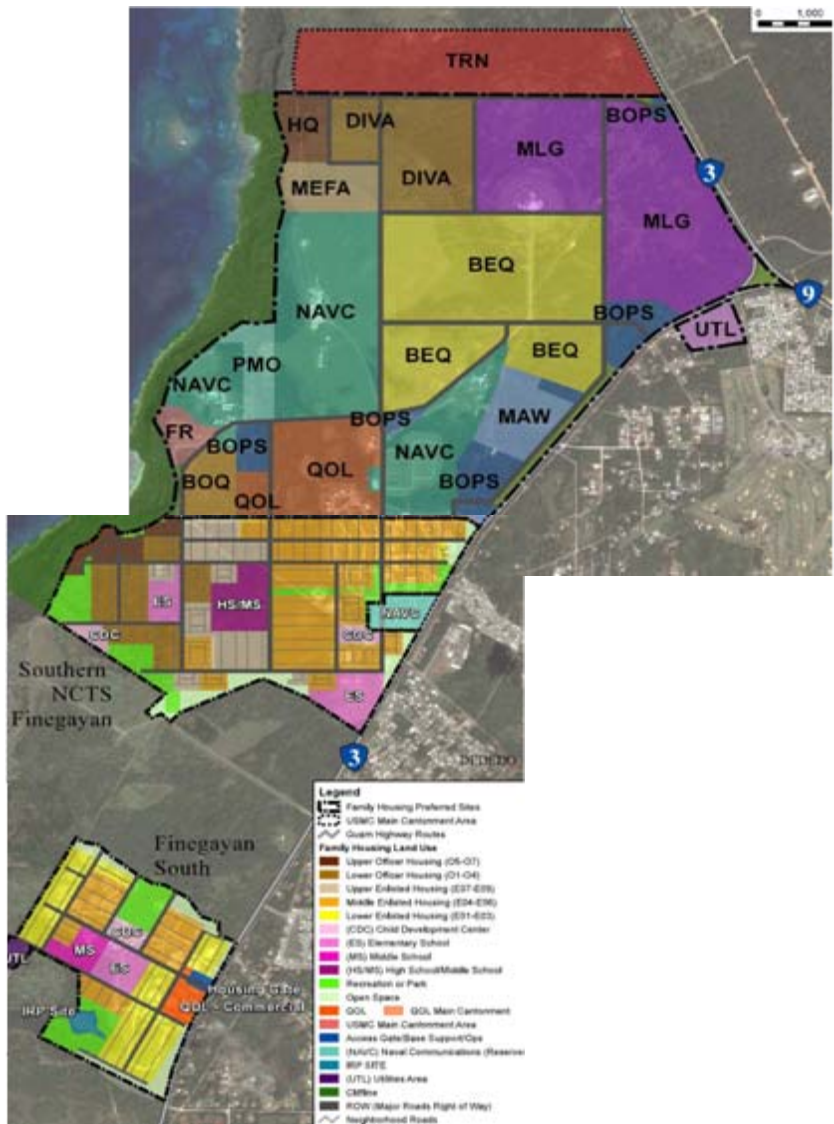 0 1,000
TRN
HQ
DIVA
BOPS
MLG
3
MEFA
DIVA
MLG
BEQ
9
NAVC
BOPS
UTL
PMO
BEQ
BEQ
NAVC
MAW
FR
BOPS
BOPS
NAVC
QOL
BOQ
BOPS
QOL
ES
HS/MS
NAVC
CDC
CDC
Southern
NCTS
Finegayan
ES
3
DEDEDO
Finegayan
South
CDC
MS
UTL
ES
Housing Gate
QOL - Commercial
IRP Site
Legend
Family Housing Preferred Sites
USMC Main Cantonment Area
Guam Highway Routes
Family Housing Land Use
Upper Officer Housing (O5-O7)
Lower Officer Housing (O1-O4)
Upper Enlisted Housing (E07-E09)
Middle Enlisted Housing (E04-E06)
Lower Enlisted Housing (E01-E03)
(CDC) Child Development Center
(ES) Elementary School
(MS) Middle School
(HS/MS) High School/Middle School
Recreation or Park
Open Space
QOL QOL Main Cantonment
USMC Main Cantonment Area
Access Gate/Base Support/Ops
(NAVC) Naval Communications (Reserve
IRP SITE
(UTL) Utilities Area
Cliffline
ROW (Major Roads Right of Way)
Neighborhood Roads